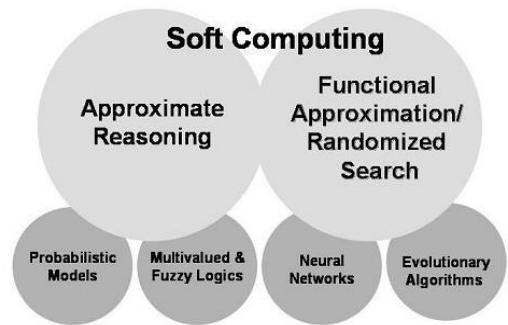 Soft Computing
Approximate
Reasoning
Functional
Approximation/
Randomized
Search
Probabilistic
Models
Multivalued &
Fuzzy Logics
Neural
Networks
Evolutionary
Algorithms